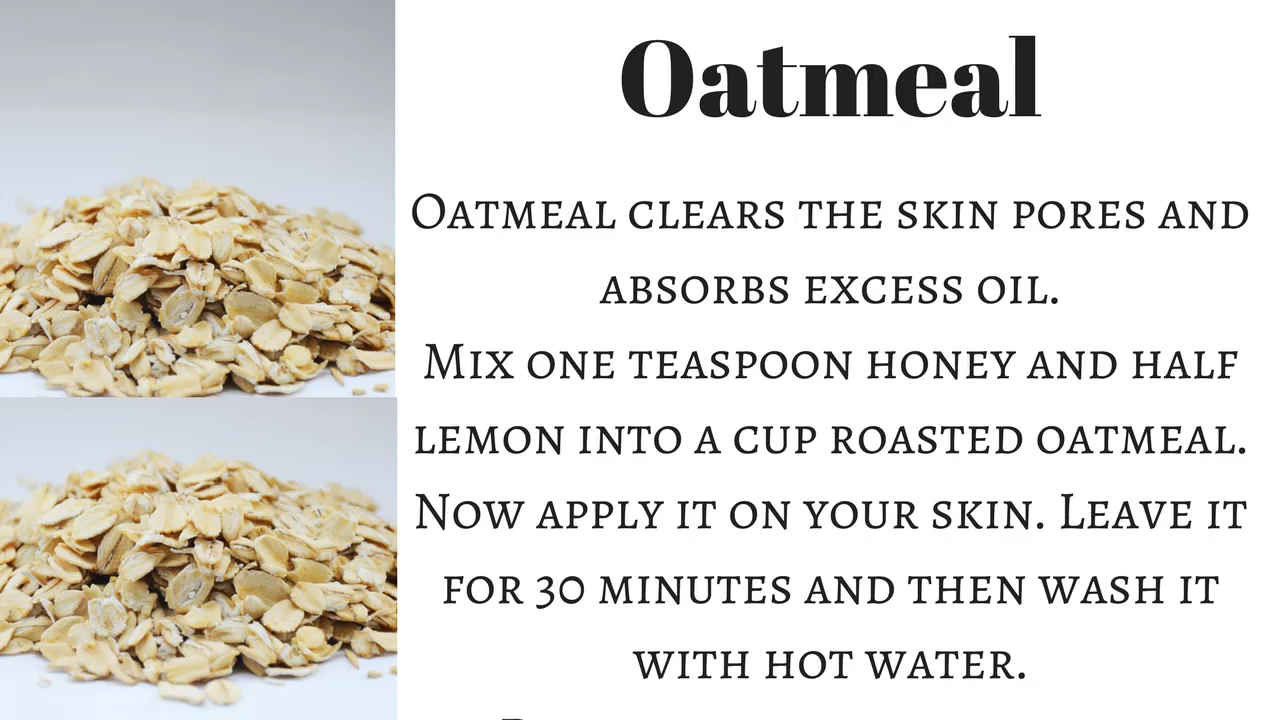 Oatmeal
Oatmeal clears the skin pores and
absorbs excess oil.
Mix one teaspoon honey and half
lemon into a cup roasted oatmeal.
Now apply it on your skin. Leave it
for 30 minutes and then wash it
with hot water.